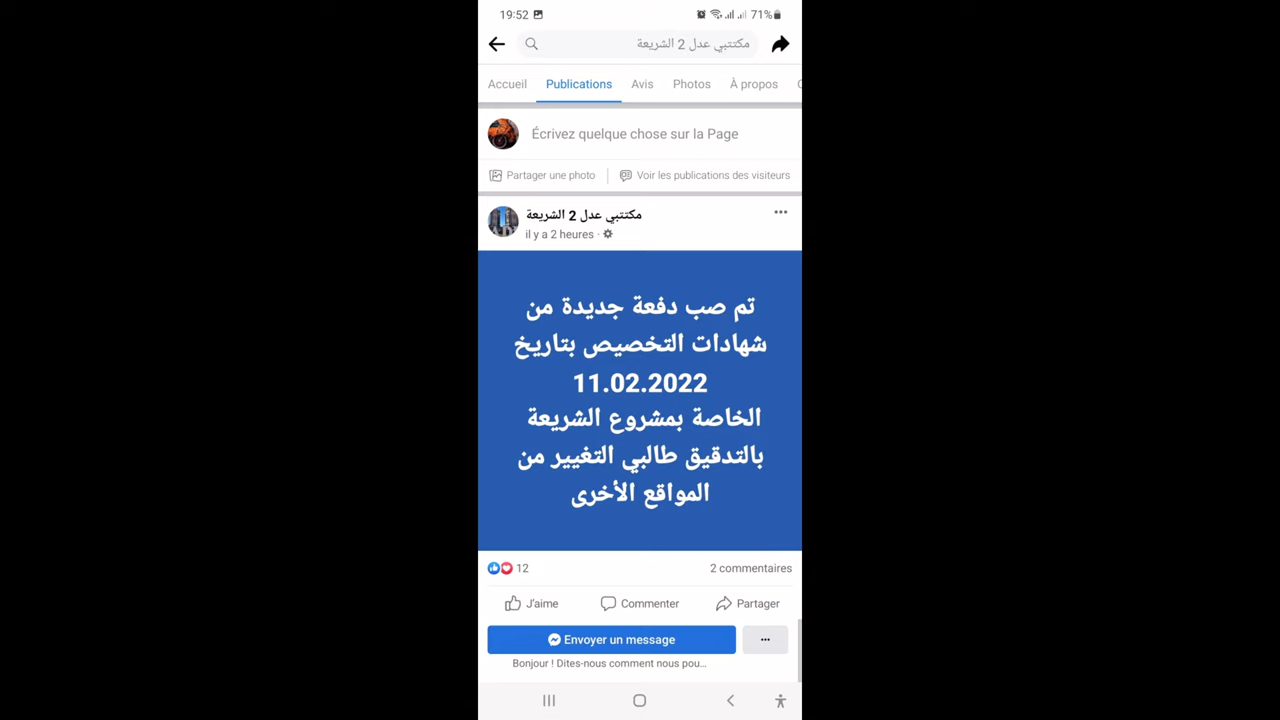 19:52
71%
مكتتبي عدل 2 الشريعة
Accueil
Publications
Avis
Photos
À propos
Écrivez quelque chose sur la Page
Partager une photo
Voir les publications des visiteurs
مكتتبي عدل 2 الشريعة
il y a 2 heures ·
تم صب دفعة جديدة من
شهادات التخصيص بتاريخ
11.02.2022
الخاصة بمشروع الشريعة
بالتدقيق طالبي التغيير من
المواقع الأخرى
12
2 commentaires
J'aime
Commenter
Partager
Envoyer un message
Bonjour ! Dites-nous comment nous pou...